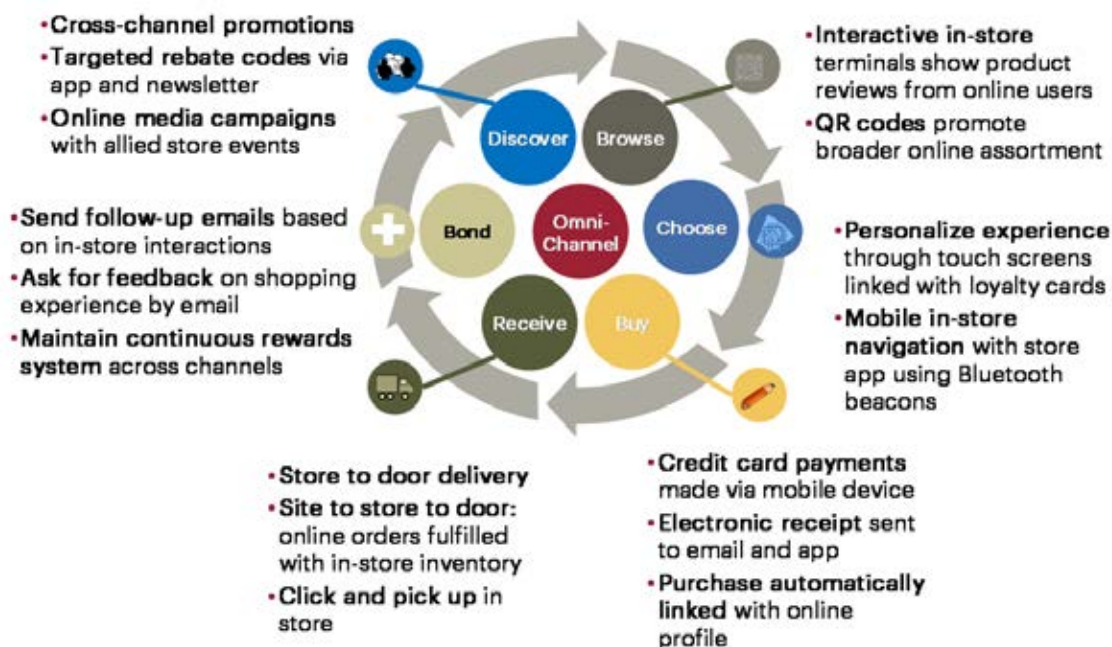 •Cross-channel promotions
•Targeted rebate codes via
app and newsletter
•Online media campaigns
with allied store events
•Interactive in-store
terminals show product
reviews from online users
•QR codes promote
broader online assortment
Discover
Browse
•Send follow-up emails based
on in-store interactions
•Ask for feedback on shopping
experience by email
•Maintain continuous rewards
system across channels
Bond
Omni-
Channel
Choose
•Personalize experience
through touch screens
linked with loyalty cards
•Mobile in-store
navigation with store
app using Bluetooth
beacons
Receive
Buy
•Store to door delivery
•Site to store to door:
online orders fulfilled
with in-store inventory
•Click and pick up in
store
•Credit card payments
made via mobile device
•Electronic receipt sent
to email and app
•Purchase automatically
linked with online
profile